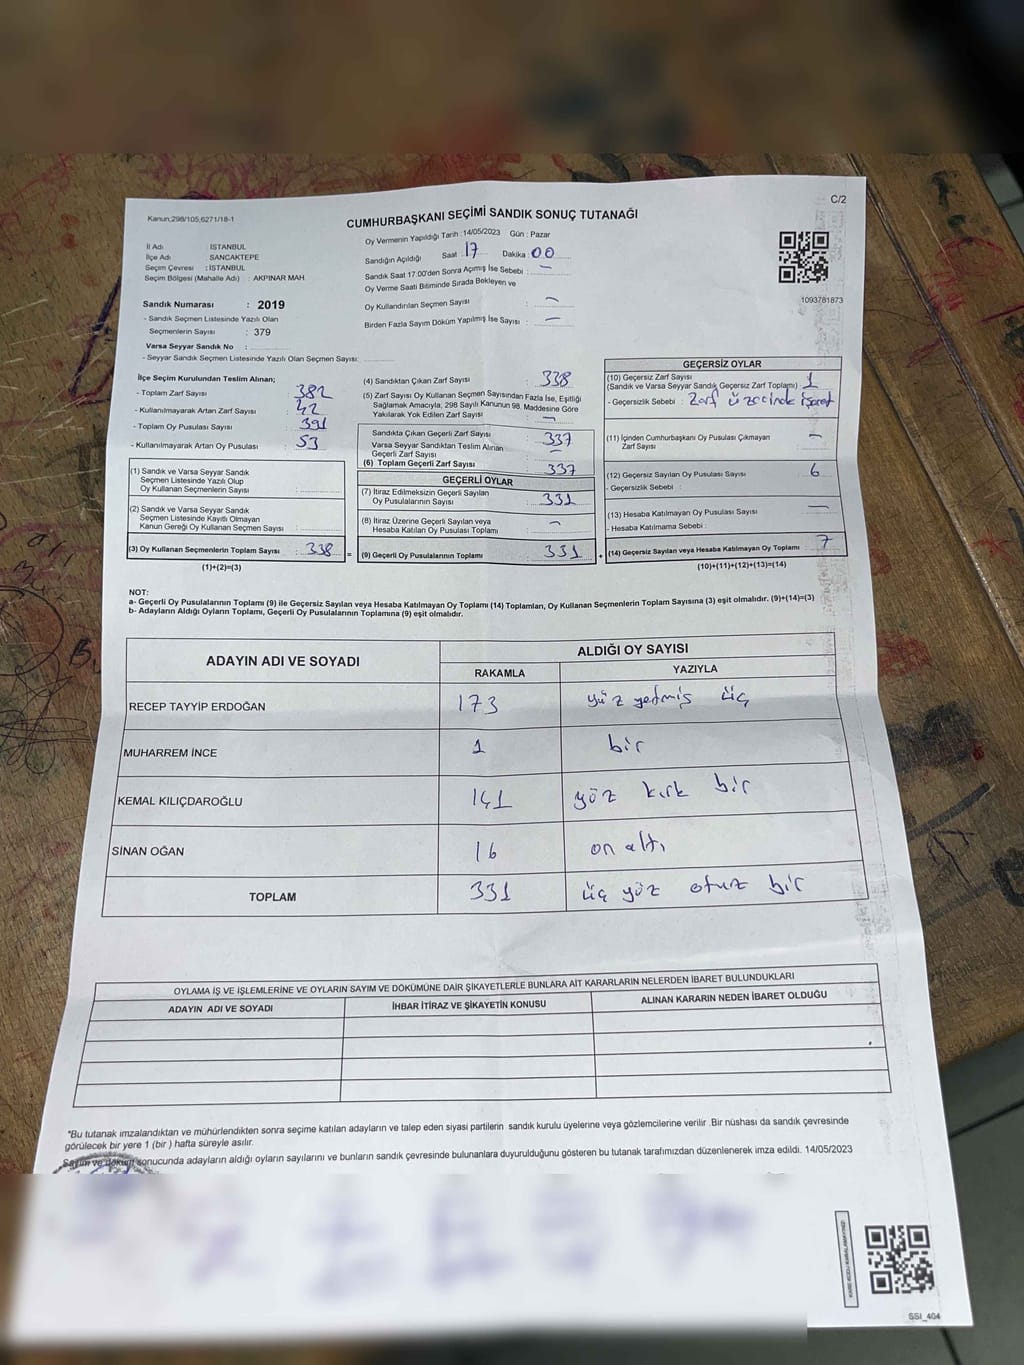 Kanun;298/105,6271/18-1
C/2
CUMHURBAŞKANI SEÇİMİ SANDIK SONUÇ TUTANAĞI
Oy Vermenin Yapıldığı Tarih : 14/05/2023 Gün : Pazar
Sandığın Açıldığı Saat 17 Dakika : 00
Sandık Saat 17:00'den Sonra Açımış İse Sebebi : —
Oy Verme Saati Bitiminde Sırada Bekleyen ve
Oy Kullandırılan Seçmen Sayısı : —
Birden Fazla Sayım Döküm Yapılmış İse Sayısı : —
İl Adı : İSTANBUL
İlçe Adı : SANCAKTEPE
Seçim Çevresi : İSTANBUL
Seçim Bölgesi (Mahalle Adı) : AKPINAR MAH.
Sandık Numarası : 2019
- Sandık Seçmen Listesinde Yazılı Olan
Seçmenlerin Sayısı : 379
Varsa Seyyar Sandık No :
- Seyyar Sandık Seçmen Listesinde Yazılı Olan Seçmen Sayısı:
1093781873
İlçe Seçim Kurulundan Teslim Alınan;
- Toplam Zarf Sayısı : 382
- Kullanılmayarak Artan Zarf Sayısı : 42
- Toplam Oy Pusulası Sayısı : 391
- Kullanılmayarak Artan Oy Pusulası : 53
(1) Sandık ve Varsa Seyyar Sandık
Seçmen Listesinde Yazılı Olup
Oy Kullanan Seçmenlerin Sayısı :
(2) Sandık ve Varsa Seyyar Sandık
Seçmen Listesinde Kayıtlı Olmayan
Kanun Gereği Oy Kullanan Seçmen Sayısı :
(3) Oy Kullanan Seçmenlerin Toplam Sayısı : 338 =
(1)+(2)=(3)
(4) Sandıktan Çıkan Zarf Sayısı : 338
(5) Zarf Sayısı Oy Kullanan Seçmen Sayısından Fazla İse, Eşitliği
Sağlamak Amacıyla, 298 Sayılı Kanunun 98. Maddesine Göre
Yakılarak Yok Edilen Zarf Sayısı : —
Sandıkta Çıkan Geçerli Zarf Sayısı : 337
Varsa Seyyar Sandıktan Teslim Alınan
Geçerli Zarf Sayısı : —
(6) Toplam Geçerli Zarf Sayısı : 337
GEÇERLİ OYLAR
(7) İtiraz Edilmeksizin Geçerli Sayılan
Oy Pusulalarının Sayısı : 331
(8) İtiraz Üzerine Geçerli Sayılan veya
Hesaba Katılan Oy Pusulası Toplamı : —
(9) Geçerli Oy Pusulalarının Toplamı : 331 +
GEÇERSİZ OYLAR
(10) Geçersiz Zarf Sayısı
(Sandık ve Varsa Seyyar Sandık Geçersiz Zarf Toplamı) : 1
- Geçersizlik Sebebi : Zarf üzerinde işaret
(11) İçinden Cumhurbaşkanı Oy Pusulası Çıkmayan
Zarf Sayısı : —
(12) Geçersiz Sayılan Oy Pusulası Sayısı : 6
- Geçersizlik Sebebi :
(13) Hesaba Katılmayan Oy Pusulası Sayısı : —
- Hesaba Katılmama Sebebi :
(14) Geçersiz Sayılan veya Hesaba Katılmayan Oy Toplamı : 7
(10)+(11)+(12)+(13)=(14)
NOT:
a- Geçerli Oy Pusulalarının Toplamı (9) ile Geçersiz Sayılan veya Hesaba Katılmayan Oy Toplamı (14) Toplamları, Oy Kullanan Seçmenlerin Toplam Sayısına (3) eşit olmalıdır. (9)+(14)=(3)
b- Adayların Aldığı Oyların Toplamı, Geçerli Oy Pusulalarının Toplamına (9) eşit olmalıdır.
ADAYIN ADI VE SOYADI
ALDIĞI OY SAYISI
RAKAMLA YAZIYLA
RECEP TAYYİP ERDOĞAN 173 yüz yetmiş üç
MUHARREM İNCE 1 bir
KEMAL KILIÇDAROĞLU 141 yüz kırk bir
SİNAN OĞAN 16 on altı
TOPLAM 331 üç yüz otuz bir
OYLAMA İŞ VE İŞLEMLERİNE VE OYLARIN SAYIM VE DÖKÜMÜNE DAİR ŞİKAYETLERLE BUNLARA AİT KARARLARIN NELERDEN İBARET BULUNDUKLARI
ADAYIN ADI VE SOYADI İHBAR İTİRAZ VE ŞİKAYETİN KONUSU ALINAN KARARIN NEDEN İBARET OLDUĞU
*Bu tutanak imzalandıktan ve mühürlendikten sonra seçime katılan adayların ve talep eden siyasi partilerin sandık kurulu üyelerine veya gözlemcilerine verilir .Bir nüshası da sandık çevresinde
görülecek bir yere 1 (bir ) hafta süreyle asılır.
Sayım ve döküm sonucunda adayların aldığı oyların sayılarını ve bunların sandık çevresinde bulunanlara duyurulduğunu gösteren bu tutanak tarafımızdan düzenlenerek imza edildi. 14/05/2023
KARE KODU KARALAMAYINIZ!
SSI_404